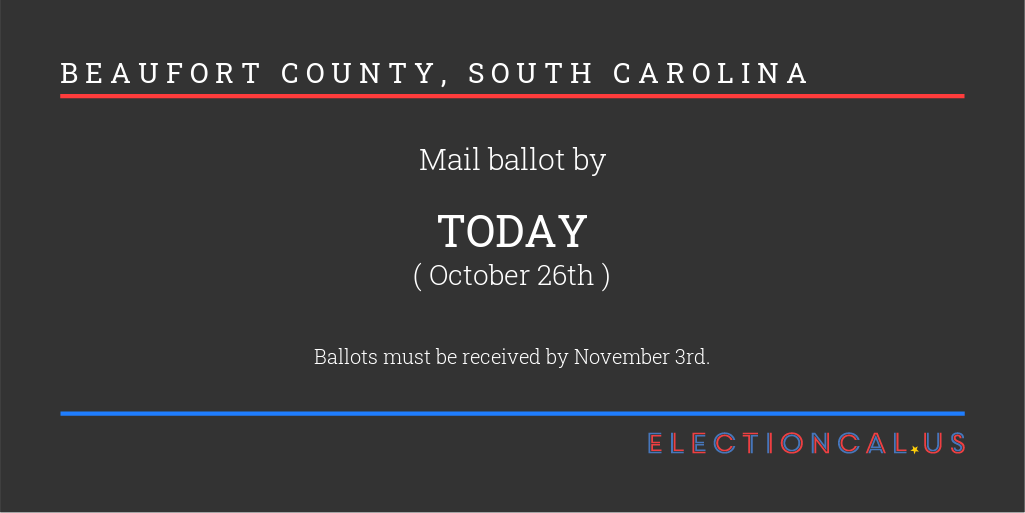 BEAUFORT COUNTY, SOUTH CAROLINA
Mail ballot by
TODAY
( October 26th )
Ballots must be received by November 3rd.
ELECTIONCAL.US